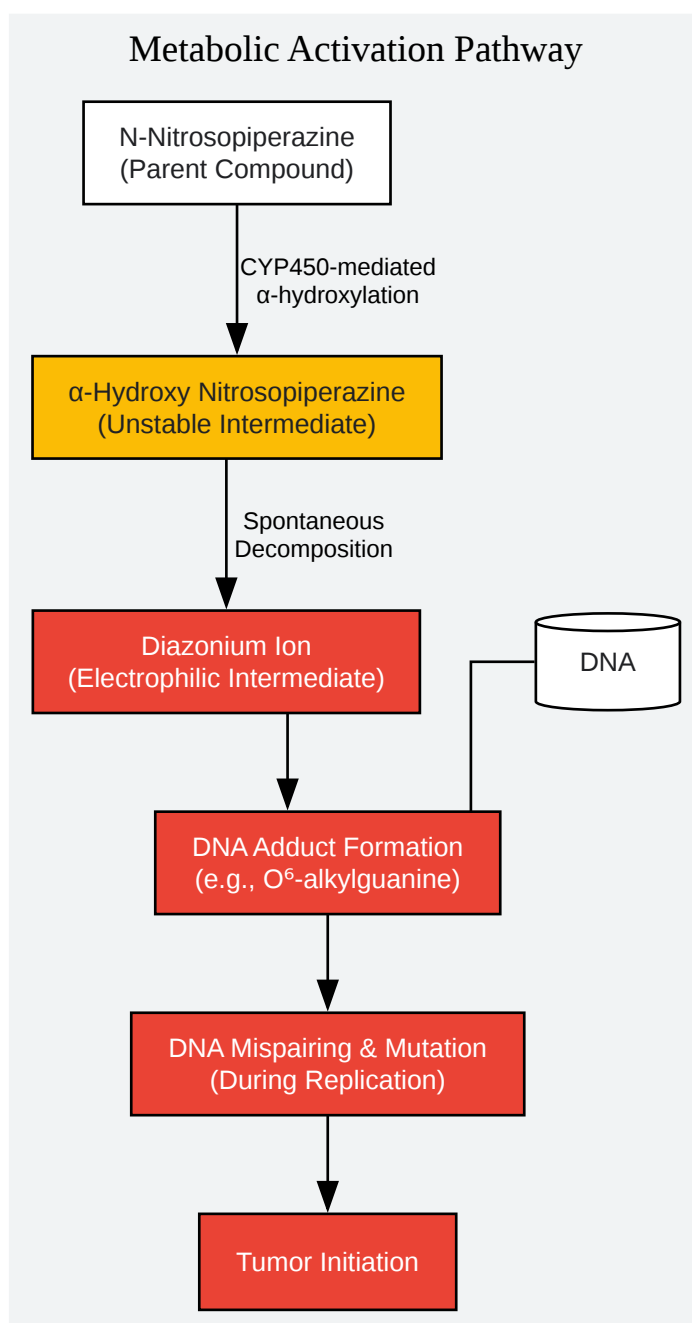 Metabolic Activation Pathway
N-Nitrosopiperazine
(Parent Compound)
CYP450-mediated
α-hydroxylation
α-Hydroxy Nitrosopiperazine
(Unstable Intermediate)
Spontaneous
Decomposition
Diazonium Ion
(Electrophilic Intermediate)
DNA
DNA Adduct Formation
(e.g., O⁶-alkylguanine)
DNA Mispairing & Mutation
(During Replication)
Tumor Initiation